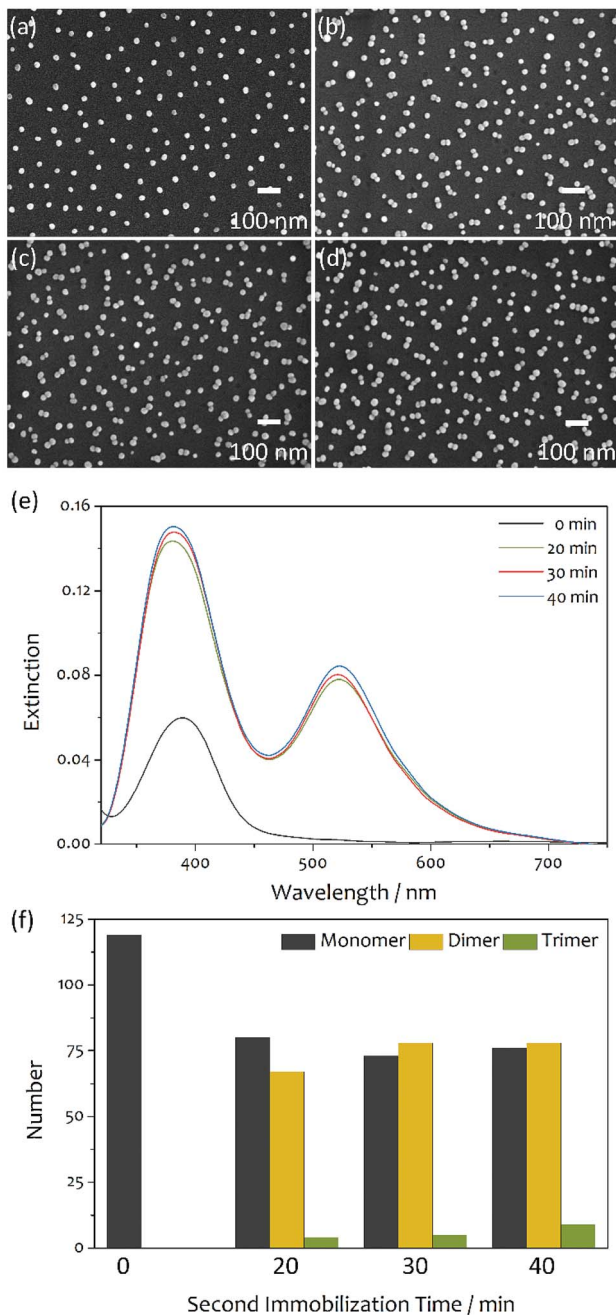 (a)
(b)
100 nm
100 nm
(c)
(d)
100 nm
100 nm
(e)
0.16
0 min
20 min
30 min
40 min
0.12
Extinction
0.08
0.04
0.00
400
500
600
700
Wavelength / nm
(f)
125
Monomer
Dimer
Trimer
100
Number
75
50
25
0
0
20
30
40
Second Immobilization Time / min